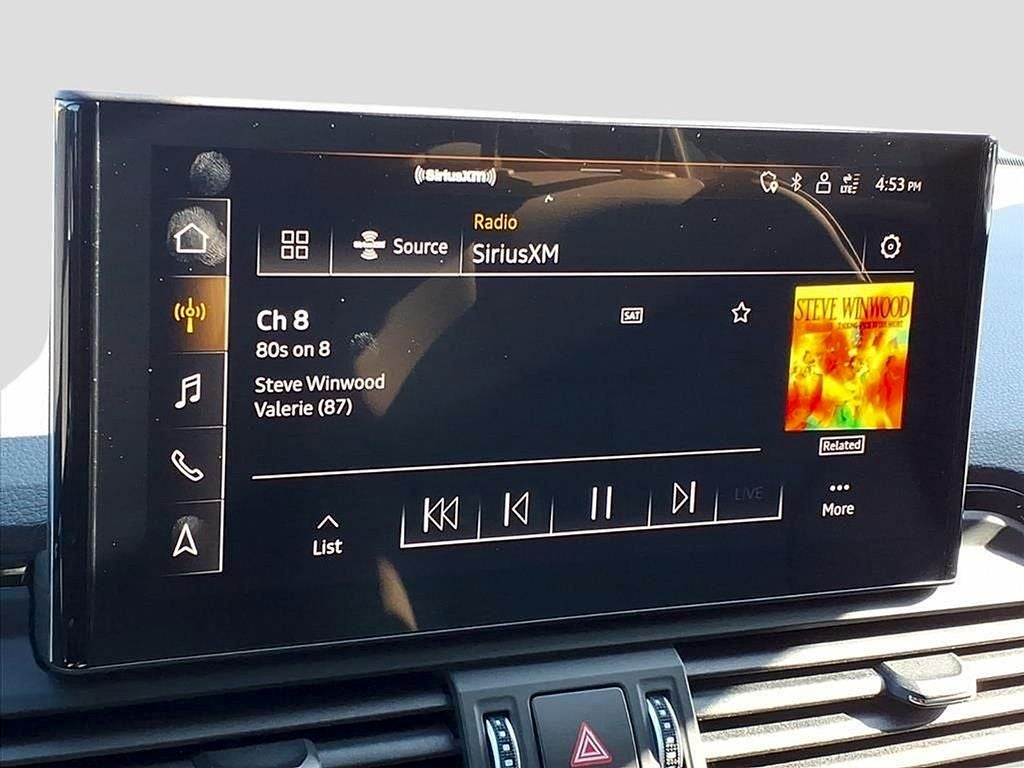 ((SiriusXM))
LTE
4:53 PM
Source
Radio
SiriusXM
Ch 8
80s on 8
SAT
Steve Winwood
Valerie (87)
STEVE WINWOOD
Related
LIVE
List
More